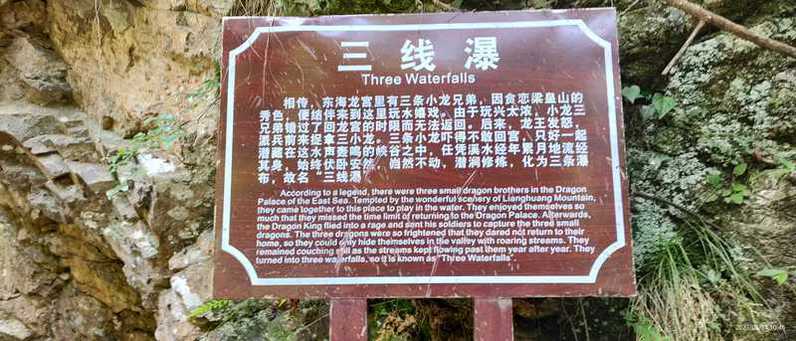 三线瀑
Three Waterfalls
相传，东海龙宫里有三条小龙兄弟，因贪恋梁皇山的
秀色，便结伴来到这里玩水嬉戏。由于玩兴太浓，小龙三
兄弟错过了回龙宫的时限而无法返回，后来，龙王发怒，
派兵前来捉拿三小龙。三条小龙吓得不敢回宫，只好一起
潜藏在这水声轰鸣的峡谷之中，任凭溪水经年累月地流经
其身，始终伏卧安然，岿然不动，潜涧修炼，化为三条瀑
布，故名“三线瀑
According to a legend, there were three small dragon brothers in the Dragon
Palace of the East Sea. Tempted by the wonderful scenery of Lianghuang Mountain,
they came together to this place to play in the water. They enjoyed themselves so
much that they missed the time limit of returning to the Dragon Palace. Afterwards,
the Dragon King flied into a rage and sent his soldiers to capture the three small
dragons. The three dragons were so frightened that they dared not return to their
home, so they could only hide themselves in the valley with roaring streams. They
remained couching still as the streams kept flowing past them year after year. They
turned into three waterfalls, so it is known as "Three Waterfalls".